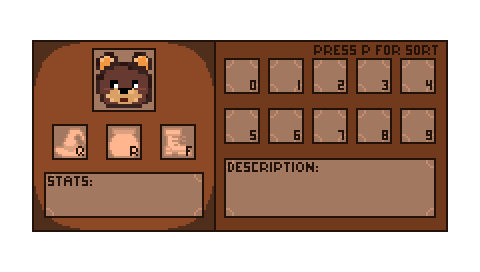 PRESS P FOR SORT
0 1 2 3 4
Q R F
5 6 7 8 9
STATS:
DESCRIPTION: